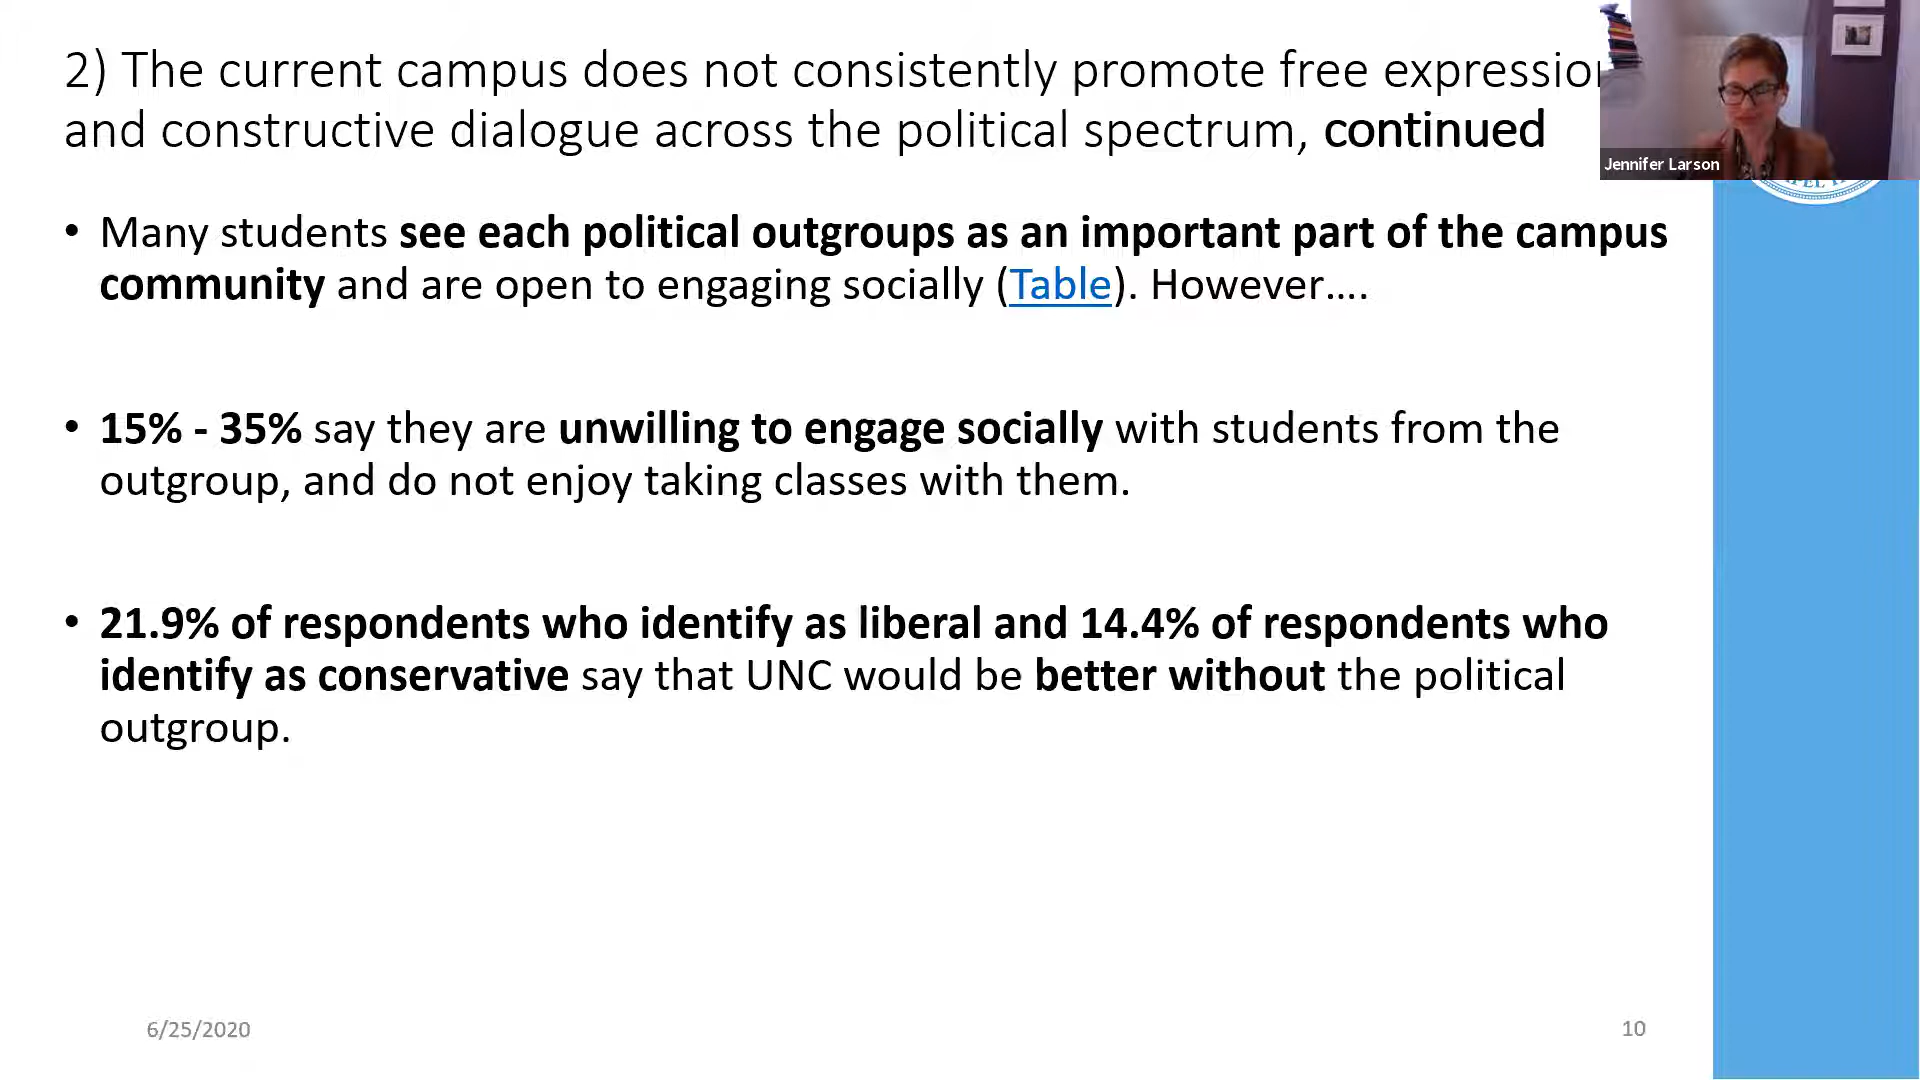 2) The current campus does not consistently promote free expression
and constructive dialogue across the political spectrum, continued
Jennifer Larson
• Many students see each political outgroups as an important part of the campus
community and are open to engaging socially (Table). However....
• 15% - 35% say they are unwilling to engage socially with students from the
outgroup, and do not enjoy taking classes with them.
• 21.9% of respondents who identify as liberal and 14.4% of respondents who
identify as conservative say that UNC would be better without the political
outgroup.
6/25/2020
10